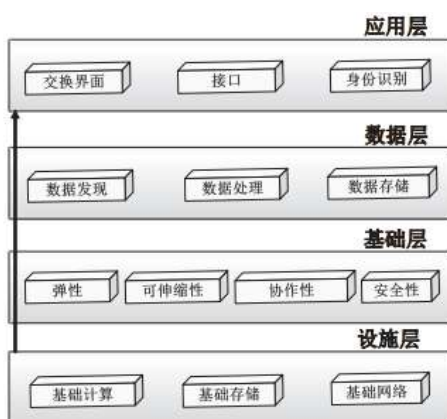 应用层
交换界面 接口 身份识别
数据层
数据发现 数据处理 数据存储
基础层
弹性 可伸缩性 协作性 安全性
设施层
基础计算 基础存储 基础网络